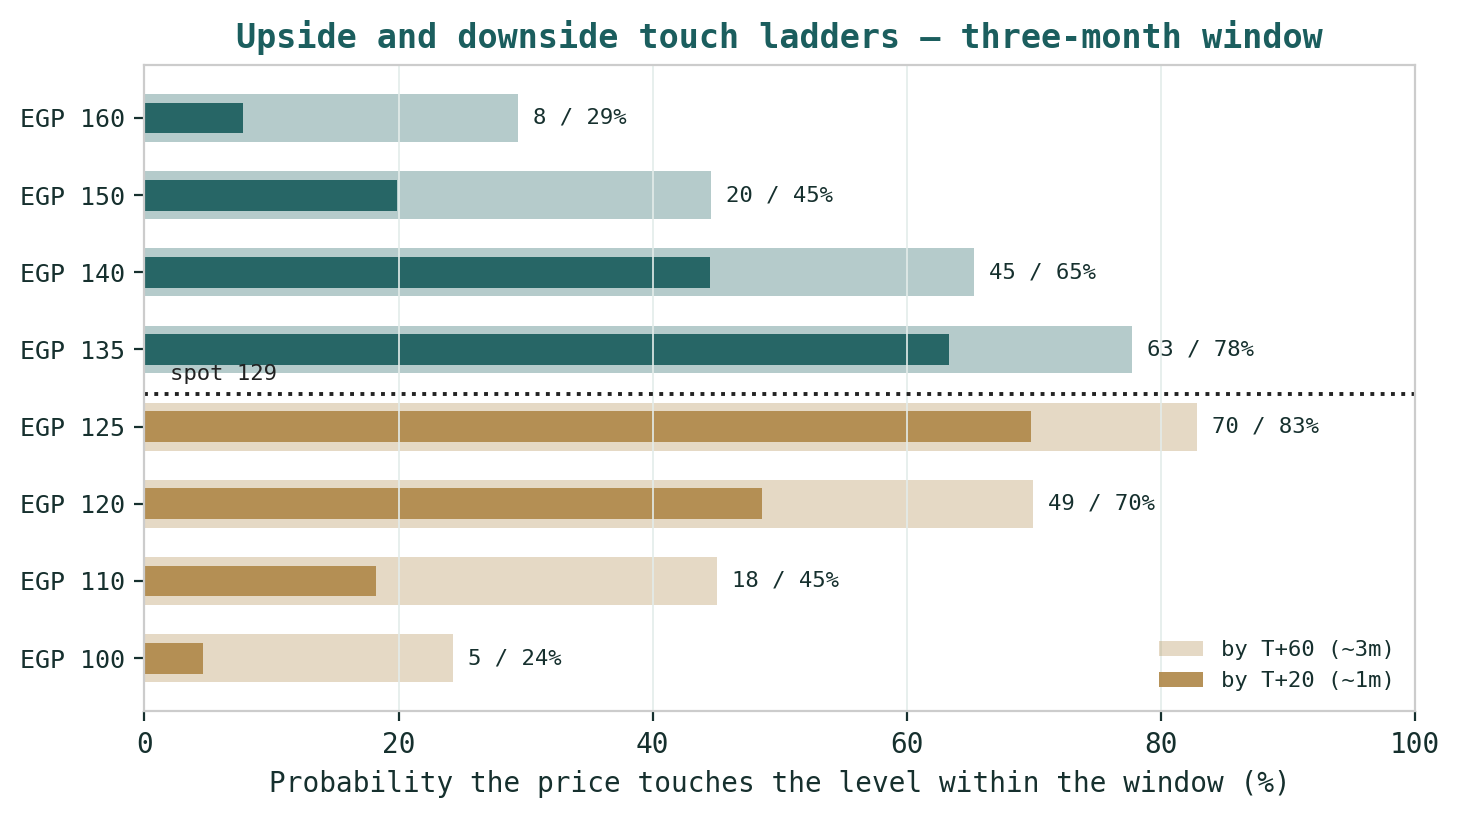 Upside and downside touch ladders — three-month window
EGP 160
8 / 29%
EGP 150
20 / 45%
EGP 140
45 / 65%
EGP 135
63 / 78%
spot 129
EGP 125
70 / 83%
EGP 120
49 / 70%
EGP 110
18 / 45%
EGP 100
5 / 24%
by T+60 (~3m)
by T+20 (~1m)
0 20 40 60 80 100
Probability the price touches the level within the window (%)